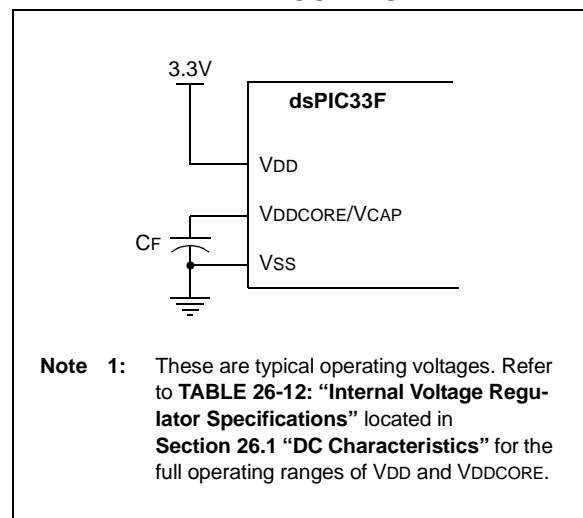 3.3V
dsPIC33F
VDD
VDDCORE/VCAP
CF
VSS
Note 1: These are typical operating voltages. Refer
to TABLE 26-12: “Internal Voltage Regu-
lator Specifications” located in
Section 26.1 “DC Characteristics” for the
full operating ranges of VDD and VDDCORE.